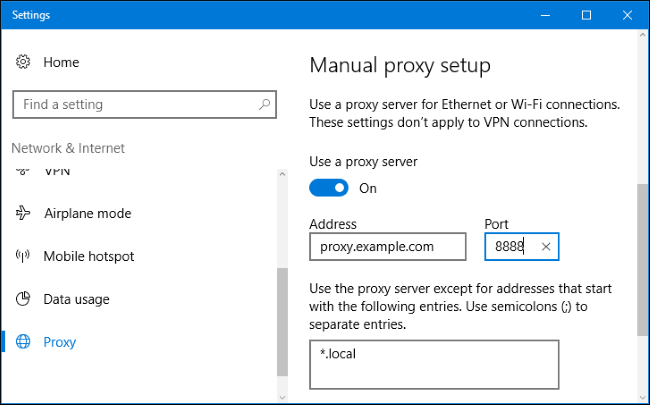 Settings
Home
Find a setting
Network & Internet
VPN
Airplane mode
Mobile hotspot
Data usage
Proxy
Manual proxy setup
Use a proxy server for Ethernet or Wi-Fi connections.
These settings don't apply to VPN connections.
Use a proxy server
On
Address
Port
proxy.example.com
8888
Use the proxy server except for addresses that start
with the following entries. Use semicolons (;) to
separate entries.
*.local